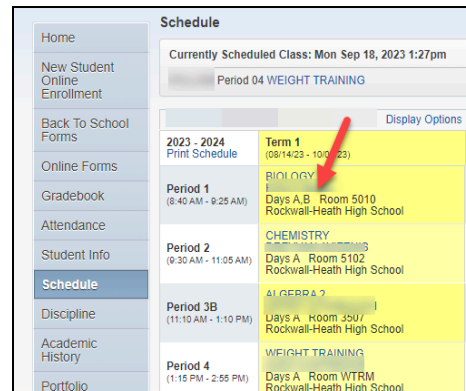 Home
New Student
Online
Enrollment
Back To School
Forms
Online Forms
Gradebook
Attendance
Student Info
Schedule
Discipline
Academic
History
Portfolio
Schedule
Currently Scheduled Class: Mon Sep 18, 2023 1:27pm
Period 04 WEIGHT TRAINING
Display Options
2023 - 2024
Print Schedule
Term 1
(08/14/23 - 23)
Period 1
(8:40 AM - 9:25 AM)
BIOLOGY
Days A,B Room 5010
Rockwall-Heath High School
Period 2
(9:30 AM - 11:05 AM)
CHEMISTRY
Days A Room 5102
Rockwall-Heath High School
Period 3B
(11:10 AM - 1:10 PM)
ALGEBRA 2
Days A Room 3507
Rockwall-Heath High School
Period 4
(1:15 PM - 2:55 PM)
WEIGHT TRAINING
Days A Room WTRM
Rockwall-Heath High School